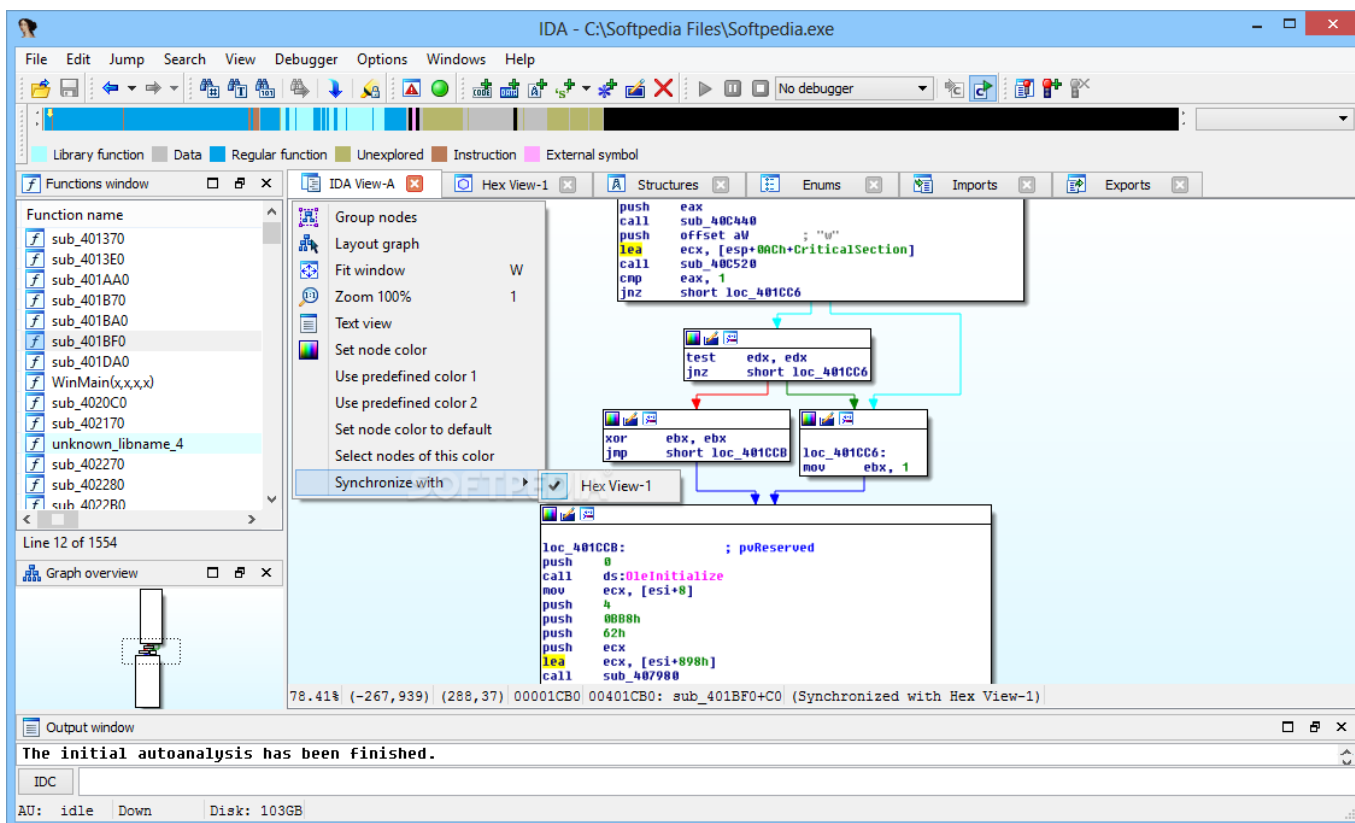 IDA - C:\Softpedia Files\Softpedia.exe
File Edit Jump Search View Debugger Options Windows Help
No debugger
Library function Data Regular function Unexplored Instruction External symbol
Functions window
Function name
sub_401370
sub_4013E0
sub_401AA0
sub_401B70
sub_401BA0
sub_401BF0
sub_401DA0
WinMain(x,x,x,x)
sub_4020C0
sub_402170
unknown_libname_4
sub_402270
sub_402280
sub_4022B0
Line 12 of 1554
Graph overview
IDA View-A Hex View-1 Structures Enums Imports Exports
Group nodes
Layout graph
Fit window W
Zoom 100% 1
Text view
Set node color
Use predefined color 1
Use predefined color 2
Set node color to default
Select nodes of this color
Synchronize with
Hex View-1
SOFTPEDIA
push eax
call sub_40C440
push offset aW ; "w"
lea ecx, [esp+0ACh+CriticalSection]
call sub_40C520
cmp eax, 1
jnz short loc_401CC6
test edx, edx
jnz short loc_401CC6
xor ebx, ebx
jmp short loc_401CCB
loc_401CC6:
mov ebx, 1
loc_401CCB: ; pvReserved
push 0
call ds:OleInitialize
mov ecx, [esi+8]
push 4
push 0BB8h
push 62h
push ecx
lea ecx, [esi+898h]
call sub_407980
78.41% (-267,939) (288,37) 00001CB0 00401CB0: sub_401BF0+C0 (Synchronized with Hex View-1)
Output window
The initial autoanalysis has been finished.
IDC
AU: idle Down Disk: 103GB